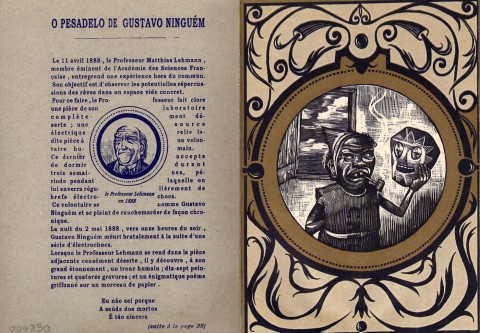 O PESADELO DE GUSTAVO NINGUÉM
Le 11 avril 1888 , le Professeur Matthias Lehmann ,
membre éminent de l'Académie des Sciences Fran-
çaise , entreprend une expérience hors du commun.
Son objectif est d'observer les potentielles répercus-
sions des rêves dans un espace vide concret.
Pour ce faire , le Pro- fesseur fait clore
une pièce de son laboratoire
complète- ment dé-
serte ; une source
électrique relie la-
dite pièce à un volon-
taire hu- main.
Ce dernier accepte
de dormir durant
trois semai- nes, pé-
riode pendant laquelle on
lui saverra régu- lièrement de
brefs électro- chocs.
Ce volontaire se nomme Gustavo
Ninguém et se plaint de cauchemarder de façon chro-
nique.
le Professeur Lehmann
en 1888
La nuit du 2 mai 1888 , vers onze heures du soir ,
Gustavo Ninguém meurt brutalement à la suite d'une
série d'électrochocs.
Lorsque le Professeur Lehmann se rend dans la pièce
adjacente censément déserte , il y découvre , à son
grand étonnement , un tronc humain ; dix-sept pein-
tures et quatorze gravures ; et un énigmatique poème
griffonné sur un morceau de papier .
Eu não sei porque
A saúde dos mortos
É tão sincera
(suite à la page 33)